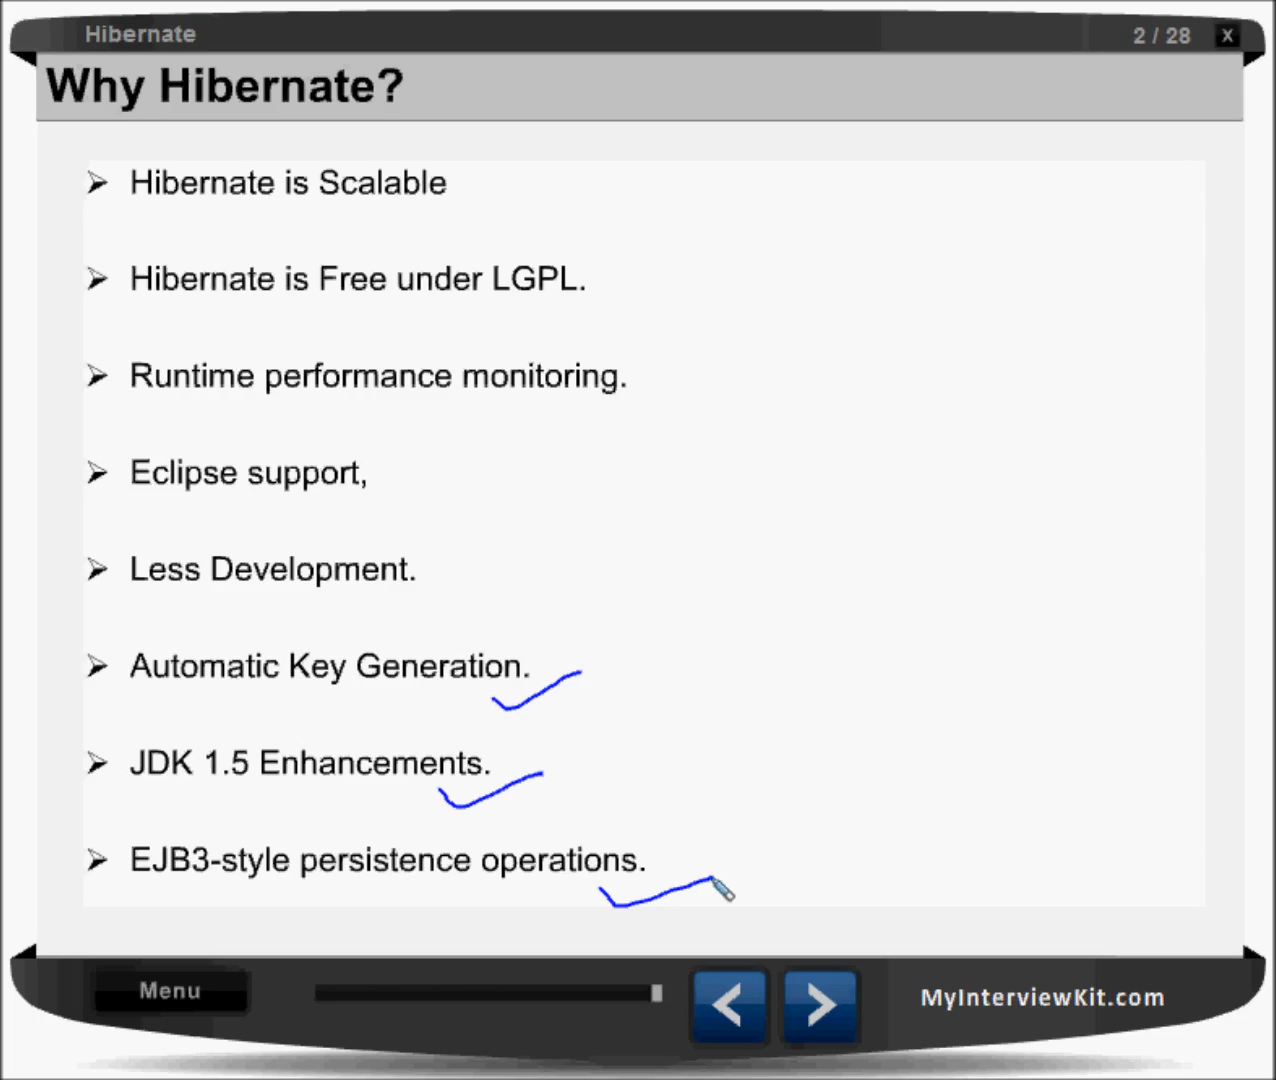 Hibernate
2 / 28
X
Why Hibernate?
Hibernate is Scalable
Hibernate is Free under LGPL.
Runtime performance monitoring.
Eclipse support,
Less Development.
Automatic Key Generation.
JDK 1.5 Enhancements.
EJB3-style persistence operations.
Menu
MyInterviewKit.com